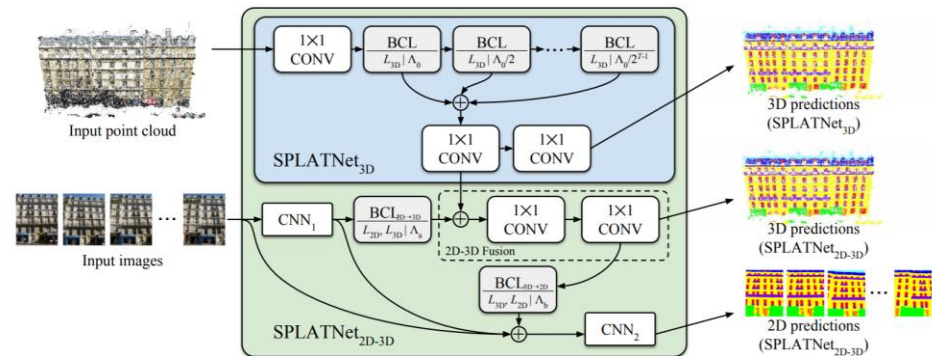 1×1
CONV
BCL
L₃D | Λ₀
BCL
L₃D | Λ₀/2
...
BCL
L₃D | Λ₀/2ᵀ⁻¹
Input point cloud
1×1
CONV
1×1
CONV
SPLATNet₃D
3D predictions
(SPLATNet₃D)
...
Input images
CNN₁
BCL₂D→₃D
L₂D, L₃D | Λₐ
1×1
CONV
1×1
CONV
2D-3D Fusion
3D predictions
(SPLATNet₂D-₃D)
BCL₃D→₂D
L₃D, L₂D | Λb
CNN₂
SPLATNet₂D-₃D
...
2D predictions
(SPLATNet₂D-₃D)